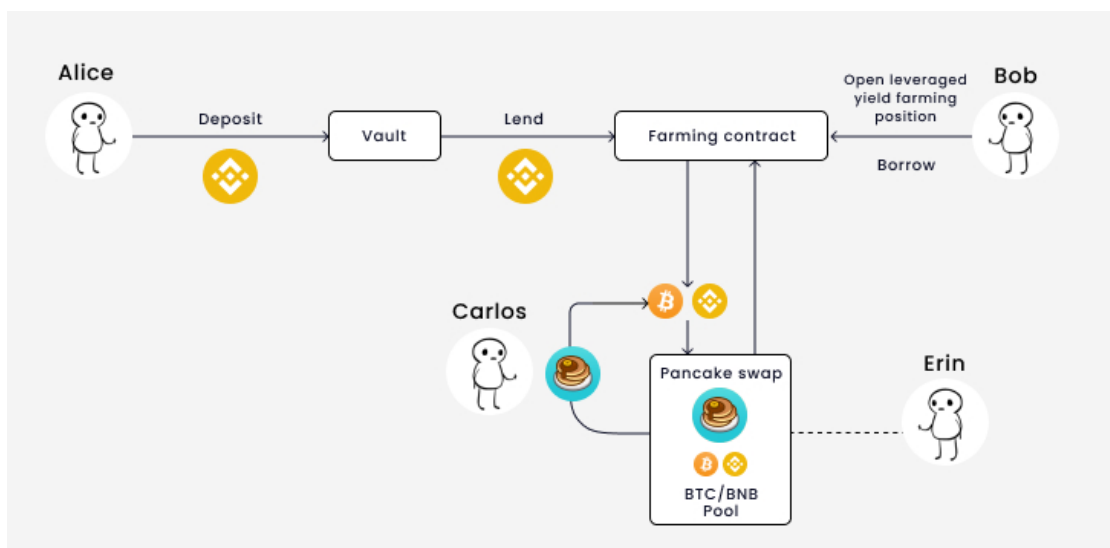 Alice
Deposit
Vault
Lend
Farming contract
Open leveraged
yield farming
position
Borrow
Bob
Carlos
Pancake swap
BTC/BNB
Pool
Erin